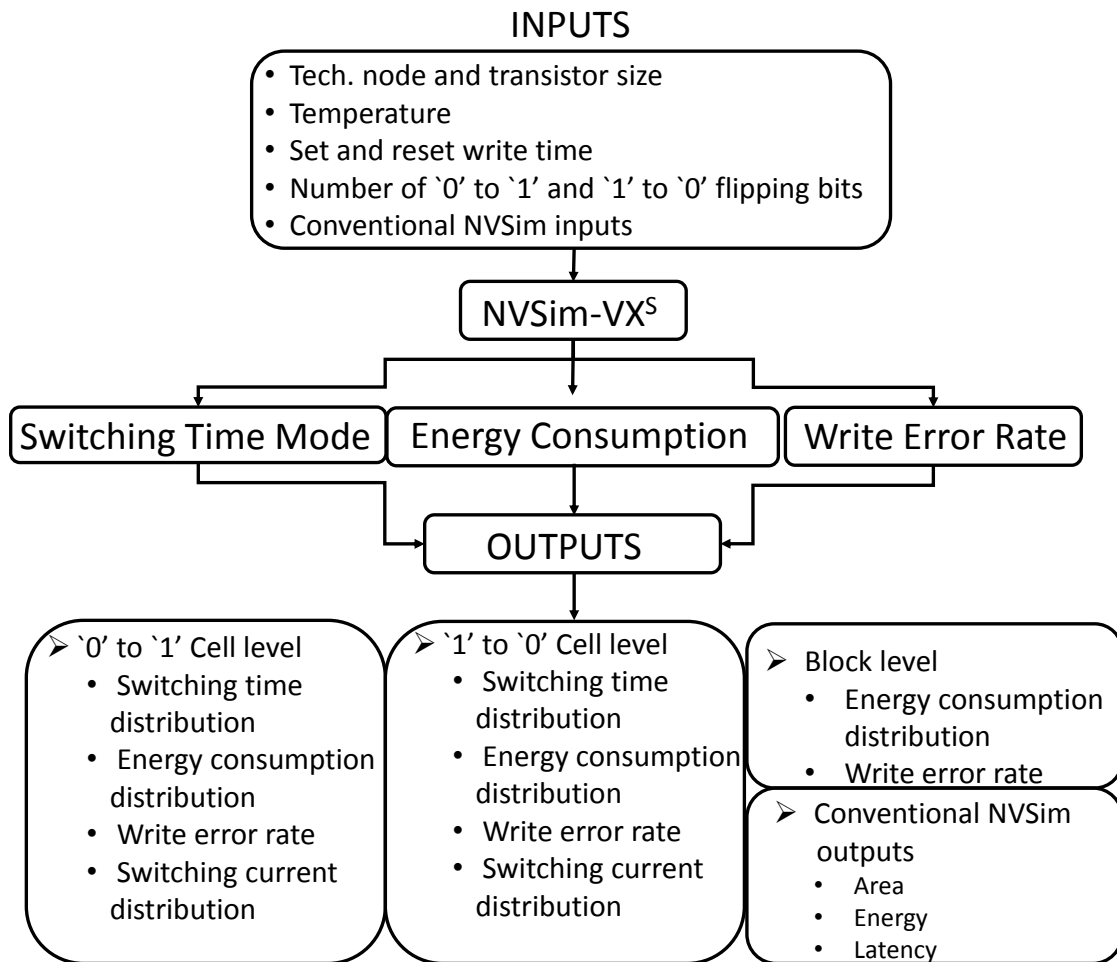 INPUTS
• Tech. node and transistor size
• Temperature
• Set and reset write time
• Number of `0’ to `1’ and `1’ to `0’ flipping bits
• Conventional NVSim inputs
NVSim-VXS
Switching Time Mode
Energy Consumption
Write Error Rate
OUTPUTS
➢ `0’ to `1’ Cell level
• Switching time
distribution
• Energy consumption
distribution
• Write error rate
• Switching current
distribution
➢ `1’ to `0’ Cell level
• Switching time
distribution
• Energy consumption
distribution
• Write error rate
• Switching current
distribution
➢ Block level
• Energy consumption
distribution
• Write error rate
➢ Conventional NVSim
outputs
• Area
• Energy
• Latency